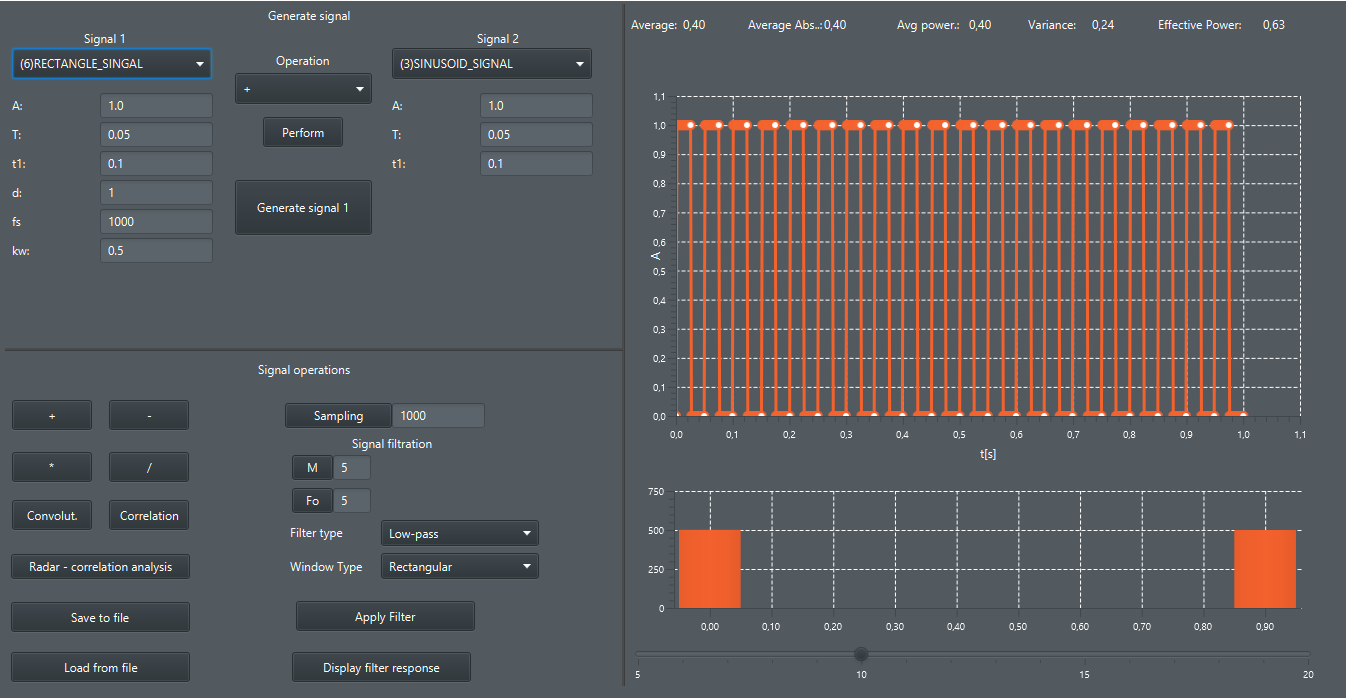 Generate signal
Signal 1
(6)RECTANGLE_SINGAL
A: 1.0
T: 0.05
t1: 0.1
d: 1
fs 1000
kw: 0.5
Operation
+
Perform
Generate signal 1
Signal 2
(3)SINUSOID_SIGNAL
A: 1.0
T: 0.05
t1: 0.1
Signal operations
+ -
* /
Convolut. Correlation
Radar - correlation analysis
Save to file
Load from file
Sampling 1000
Signal filtration
M 5
Fo 5
Filter type Low-pass
Window Type Rectangular
Apply Filter
Display filter response
Average: 0,40 Average Abs..: 0,40 Avg power.: 0,40 Variance: 0,24 Effective Power: 0,63
1,1
1,0
0,9
0,8
0,7
0,6
0,5
0,4
0,3
0,2
0,1
0,0
A
0,0 0,1 0,2 0,3 0,4 0,5 0,6 0,7 0,8 0,9 1,0 1,1
t[s]
750
500
250
0
0,00 0,10 0,20 0,30 0,40 0,50 0,60 0,70 0,80 0,90
5 10 15 20